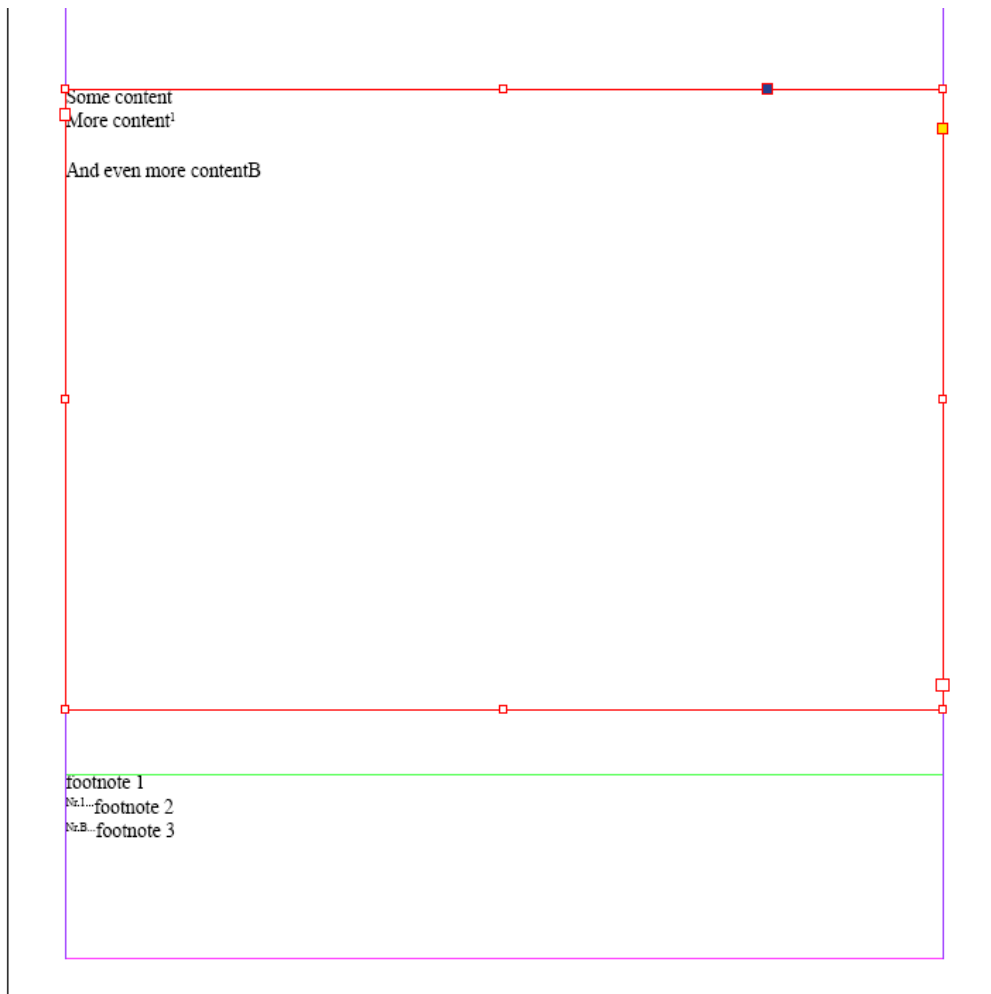 Some content
More content¹
And even more contentB
footnote 1
Nr.1...footnote 2
Nr.B...footnote 3